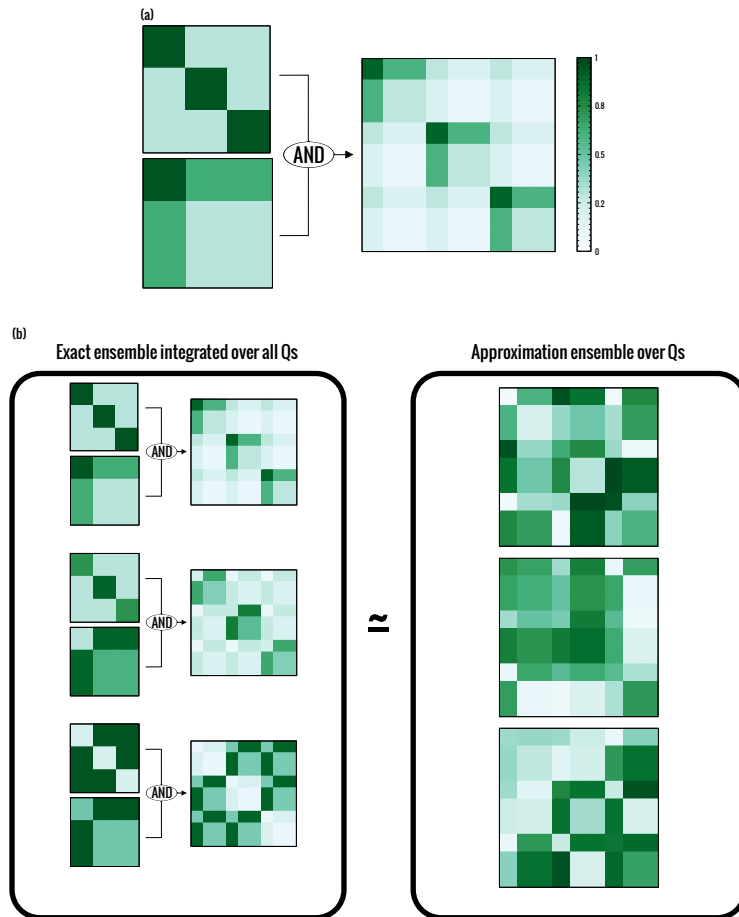 (a)
AND
1
0.8
0.5
0.2
0
(b)
Exact ensemble integrated over all Qs
Approximation ensemble over Qs
AND
AND
≃
AND